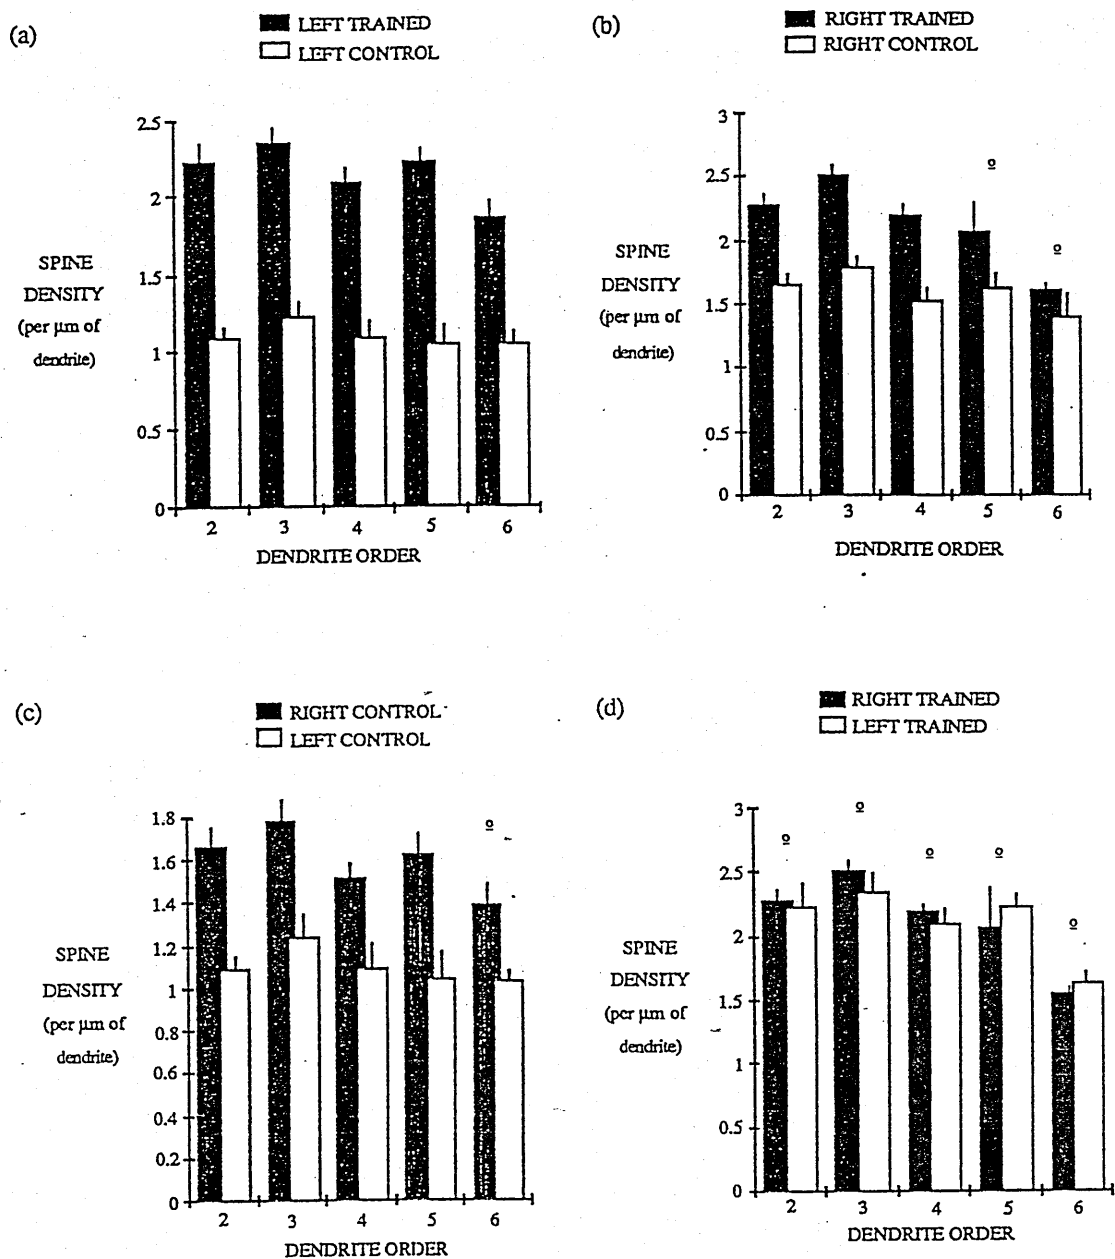 (a)
LEFT TRAINED
LEFT CONTROL
2.5
2
1.5
1
0.5
0
SPINE
DENSITY
(per µm of
dendrite)
2 3 4 5 6
DENDRITE ORDER
(b)
RIGHT TRAINED
RIGHT CONTROL
3
2.5
2
1.5
1
0.5
0
SPINE
DENSITY
(per µm of
dendrite)
º
º
2 3 4 5 6
DENDRITE ORDER
(c)
RIGHT CONTROL
LEFT CONTROL
1.8
1.6
1.4
1.2
1
0.8
0.6
0.4
0.2
0
SPINE
DENSITY
(per µm of
dendrite)
º
2 3 4 5 6
DENDRITE ORDER
(d)
RIGHT TRAINED
LEFT TRAINED
3
2.5
2
1.5
1
0.5
0
SPINE
DENSITY
(per µm of
dendrite)
º
º
º
º
º
2 3 4 5 6
DENDRITE ORDER